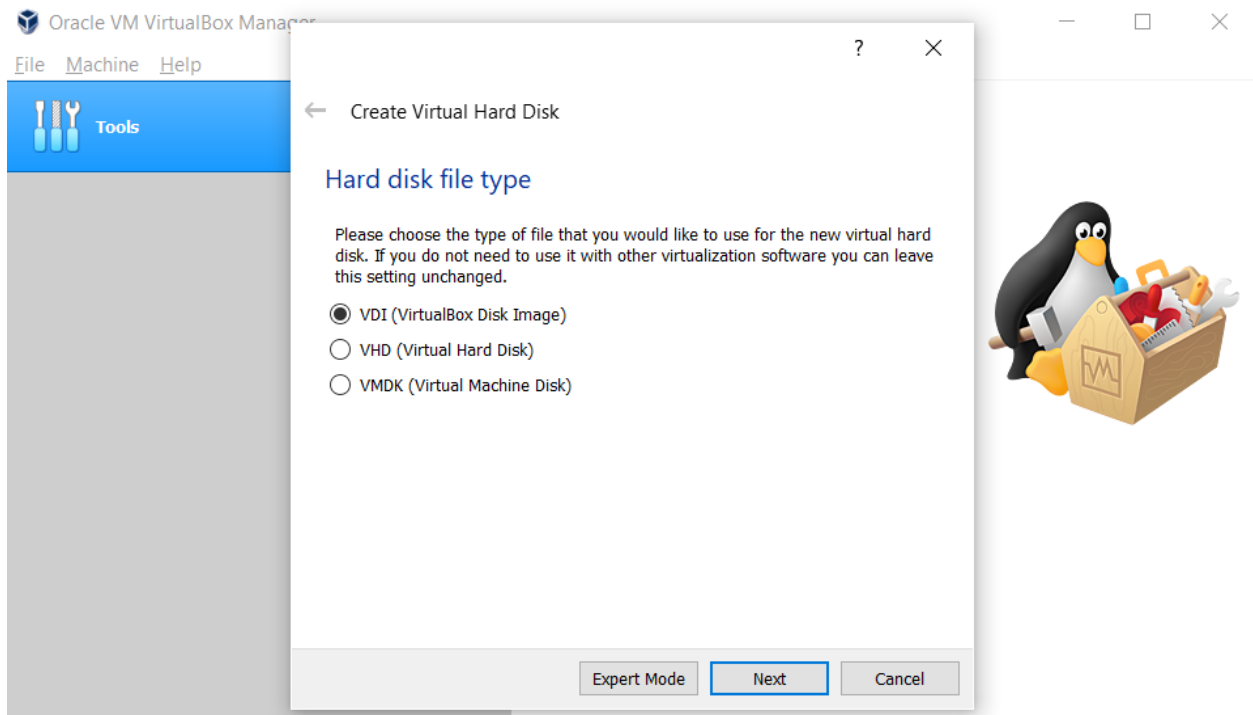 Oracle VM VirtualBox Manager
File Machine Help
Tools
?
Create Virtual Hard Disk
Hard disk file type
Please choose the type of file that you would like to use for the new virtual hard
disk. If you do not need to use it with other virtualization software you can leave
this setting unchanged.
VDI (VirtualBox Disk Image)
VHD (Virtual Hard Disk)
VMDK (Virtual Machine Disk)
Expert Mode Next Cancel